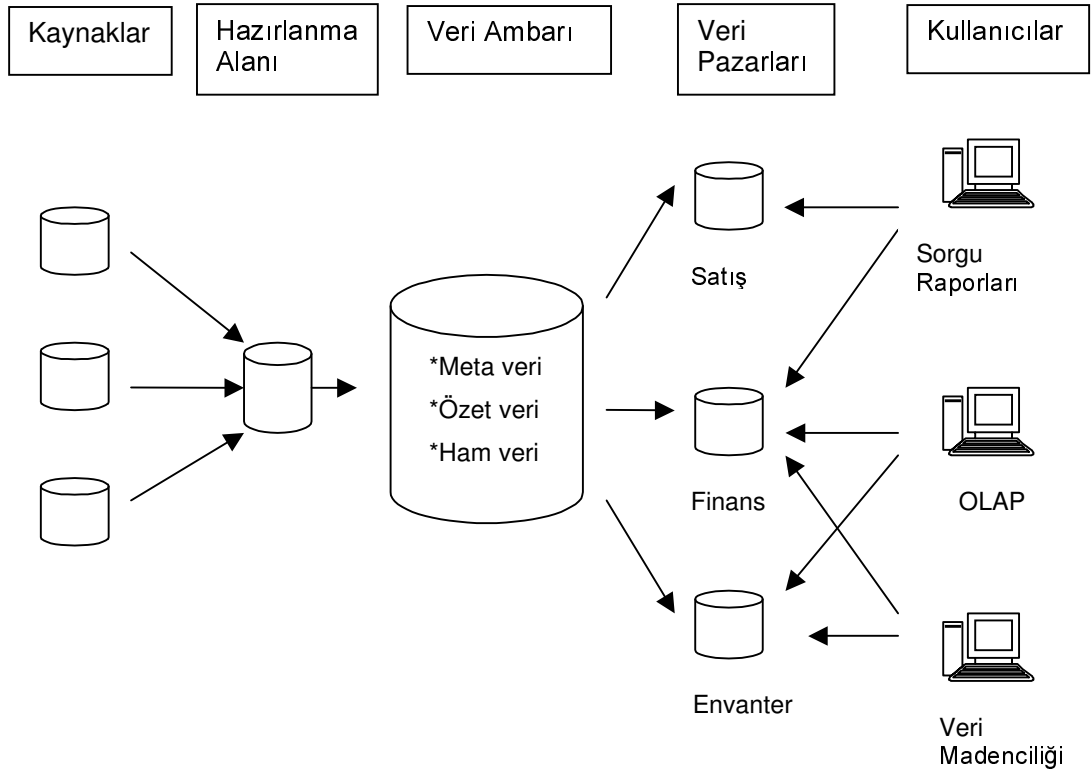 Kaynaklar
Hazırlanma
Alanı
Veri Ambarı
Veri
Pazarları
Kullanıcılar
Satış
Sorgu
Raporları
*Meta veri
*Özet veri
*Ham veri
Finans
OLAP
Envanter
Veri
Madenciliği